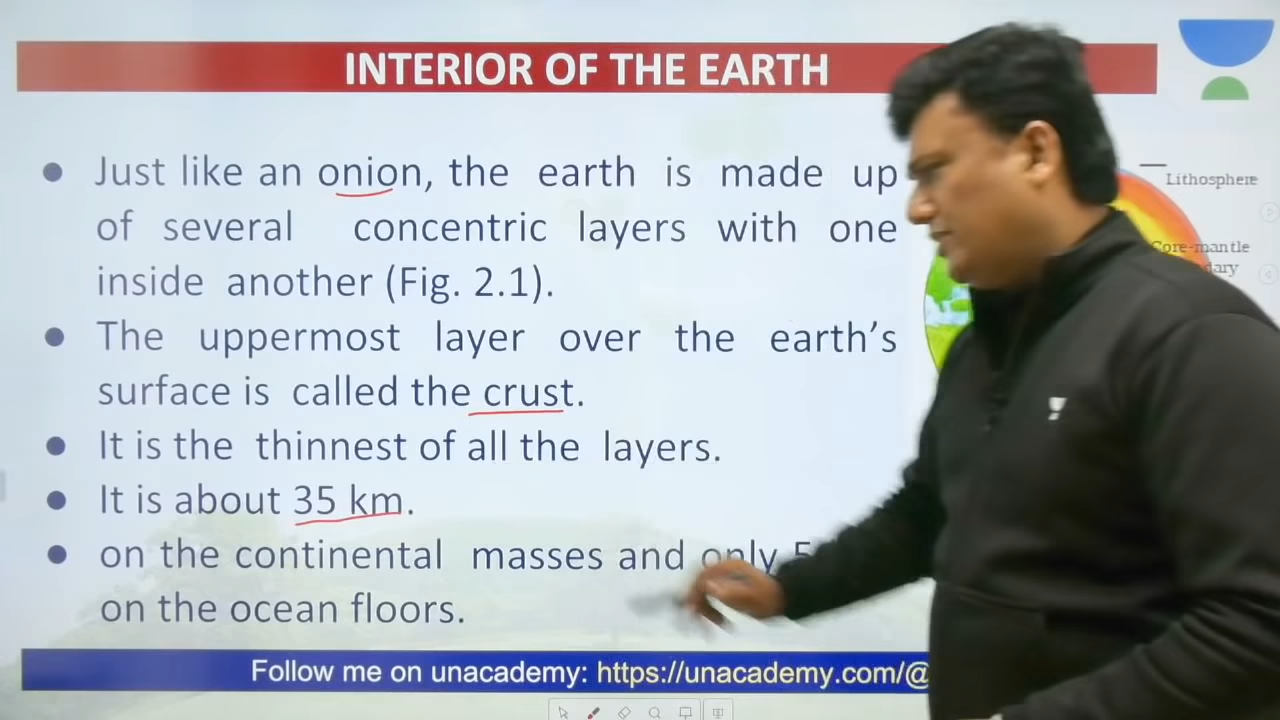 INTERIOR OF THE EARTH
Just like an onion, the earth is made up
of several concentric layers with one
inside another (Fig. 2.1).
The uppermost layer over the earth's
surface is called the crust.
It is the thinnest of all the layers.
It is about 35 km.
on the continental masses and only 5
on the ocean floors.
Lithosphere
Core-mantle
Follow me on unacademy: https://unacademy.com/@